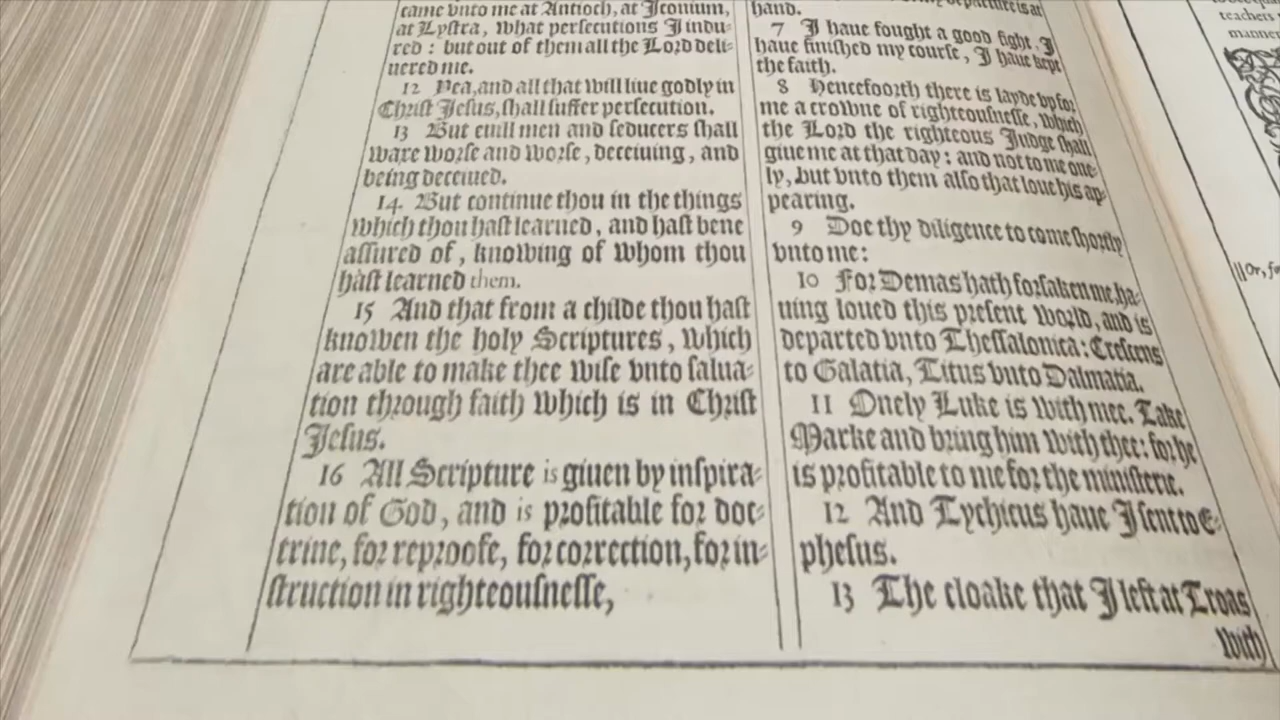 came vnto me at Antioch, at Iconium,
at Lystra, what persecutions I indu-
red : but out of them all the Lord deli-
uered me.
12 Yea, and all that will liue godly in
Christ Iesus, shall suffer persecution.
13 But euill men and seducers shall
waxe worse and worse, deceiuing, and
being deceiued.
14 But continue thou in the things
which thou hast learned, and hast bene
assured of, knowing of whom thou
hast learned them.
15 And that from a childe thou hast
knowen the holy Scriptures, which
are able to make thee wise vnto salua-
tion through faith which is in Christ
Iesus.
16 All Scripture is giuen by inspira-
tion of God, and is profitable for doc-
trine, for reproofe, for correction, for in-
struction in righteousnesse,
departure is at
hand.
7 I haue fought a good fight, I
haue finished my course, I haue kept
the faith.
8 Hencefoorth there is layde vp for
me a crowne of righteousnesse, which
the Lord the righteous Iudge shall
giue me at that day : and not to me one-
ly, but vnto them also that loue his ap-
pearing.
9 Doe thy diligence to come shortly
vnto me :
10 For Demas hath forsaken me, ha-
uing loued this present world, and is
departed vnto Thessalonica : Crescens
to Galatia, Titus vnto Dalmatia.
11 Onely Luke is with mee. Take
Marke and bring him with thee : for he
is profitable to me for the ministerie.
12 And Tychicus haue I sent to E-
phesus.
13 The cloake that I left at Troas
with
teachers
manner
||Or,